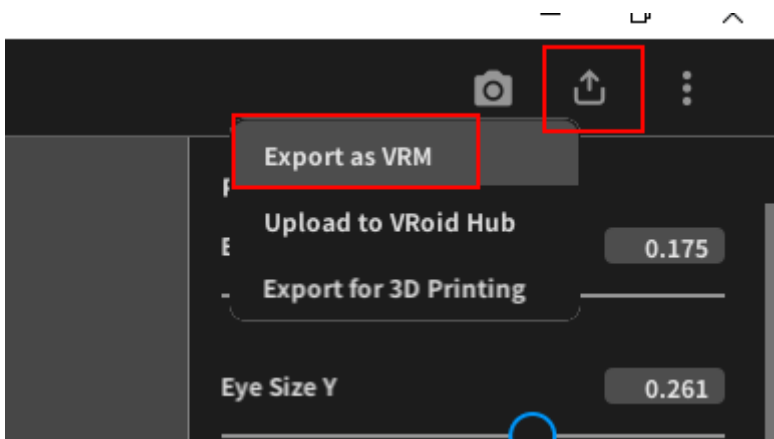 Export as VRM
Upload to VRoid Hub
0.175
Export for 3D Printing
Eye Size Y
0.261